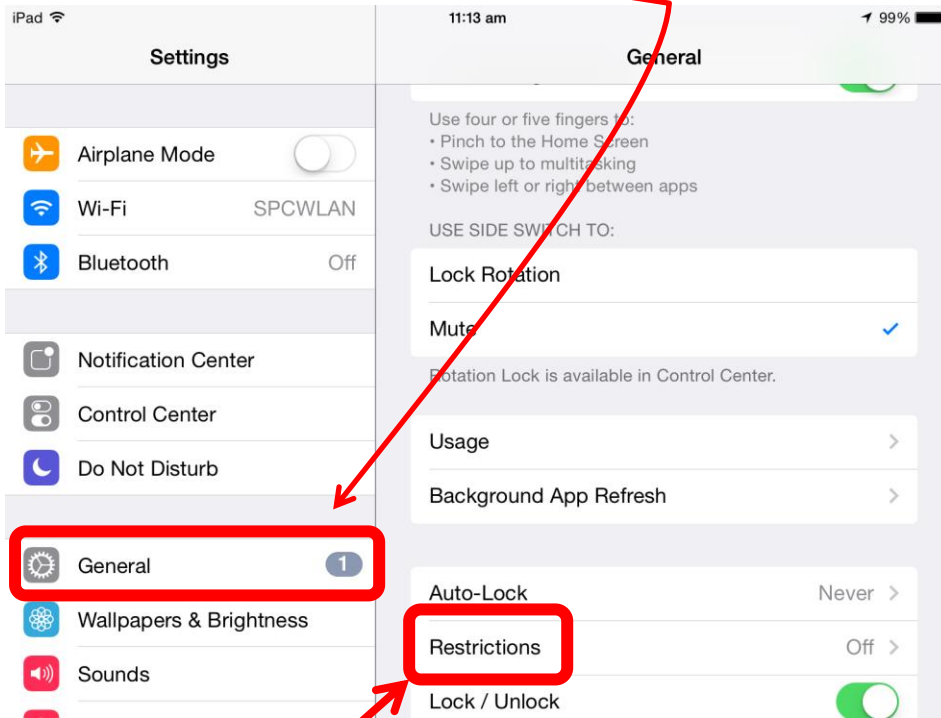 iPad
11:13 am
99%
Settings
General
Use four or five fingers to:
• Pinch to the Home Screen
• Swipe up to multitasking
• Swipe left or right between apps
Airplane Mode
Wi-Fi SPCWLAN
USE SIDE SWITCH TO:
Bluetooth Off
Lock Rotation
Mute
Notification Center
Rotation Lock is available in Control Center.
Control Center
Usage
Do Not Disturb
Background App Refresh
General 1
Auto-Lock Never
Wallpapers & Brightness
Restrictions Off
Sounds
Lock / Unlock